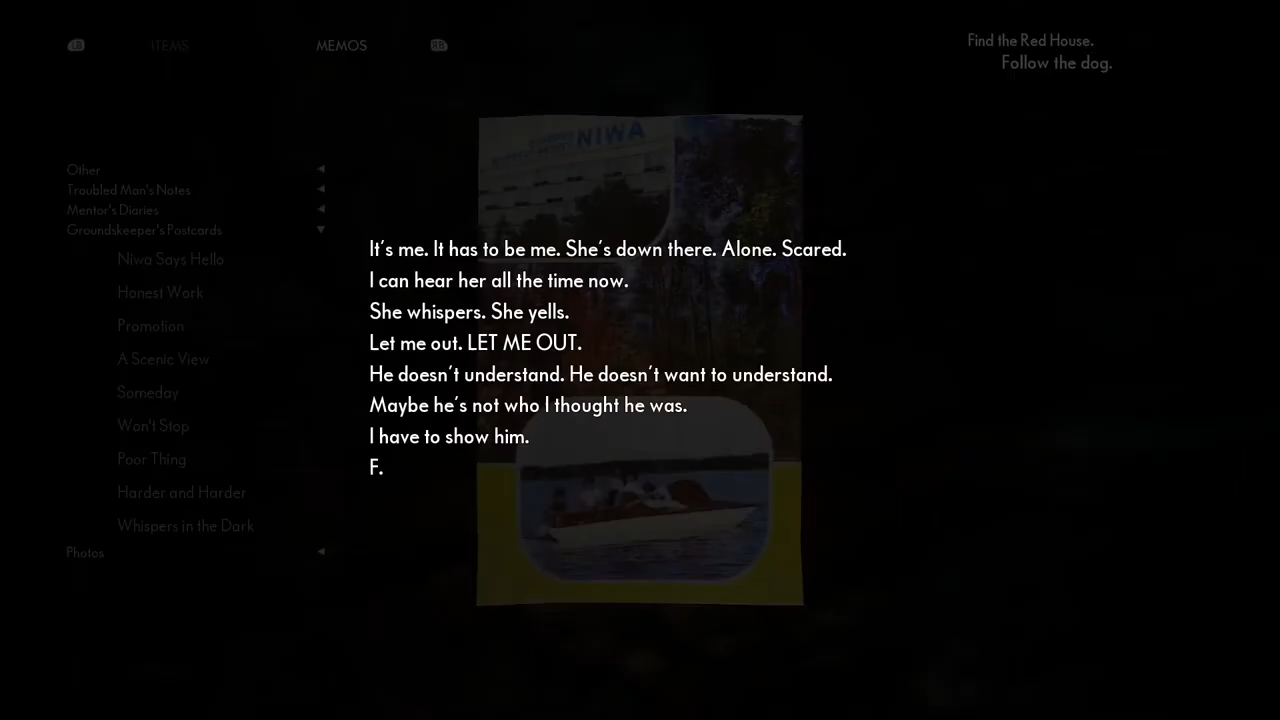 LB
ITEMS
MEMOS
RB
Find the Red House.
Follow the dog.
NIWA
Other
Troubled Man's Notes
Mentor's Diaries
Groundskeeper's Postcards
Niwa Says Hello
Honest Work
Promotion
A Scenic View
Someday
Won't Stop
Poor Thing
Harder and Harder
Whispers in the Dark
Photos
It's me. It has to be me. She's down there. Alone. Scared.
I can hear her all the time now.
She whispers. She yells.
Let me out. LET ME OUT.
He doesn't understand. He doesn't want to understand.
Maybe he's not who I thought he was.
I have to show him.
F.